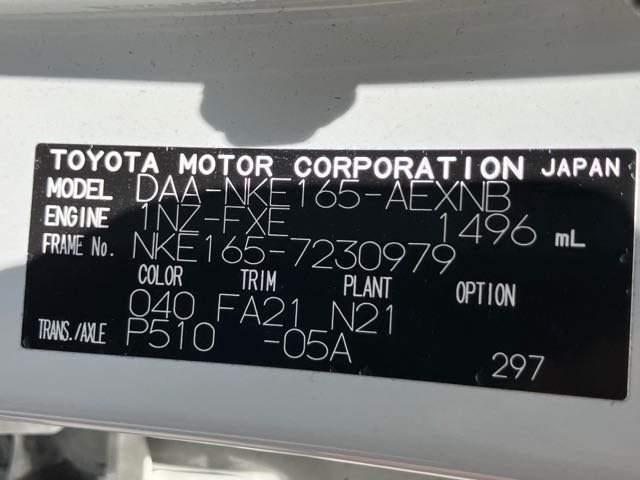 TOYOTA MOTOR CORPORATION JAPAN
MODEL DAA-NKE165-AEXNB
ENGINE 1NZ-FXE 1496 mL
FRAME No. NKE165-7230979
COLOR TRIM PLANT OPTION
040 FA21 N21
TRANS./AXLE P510 -05A
297